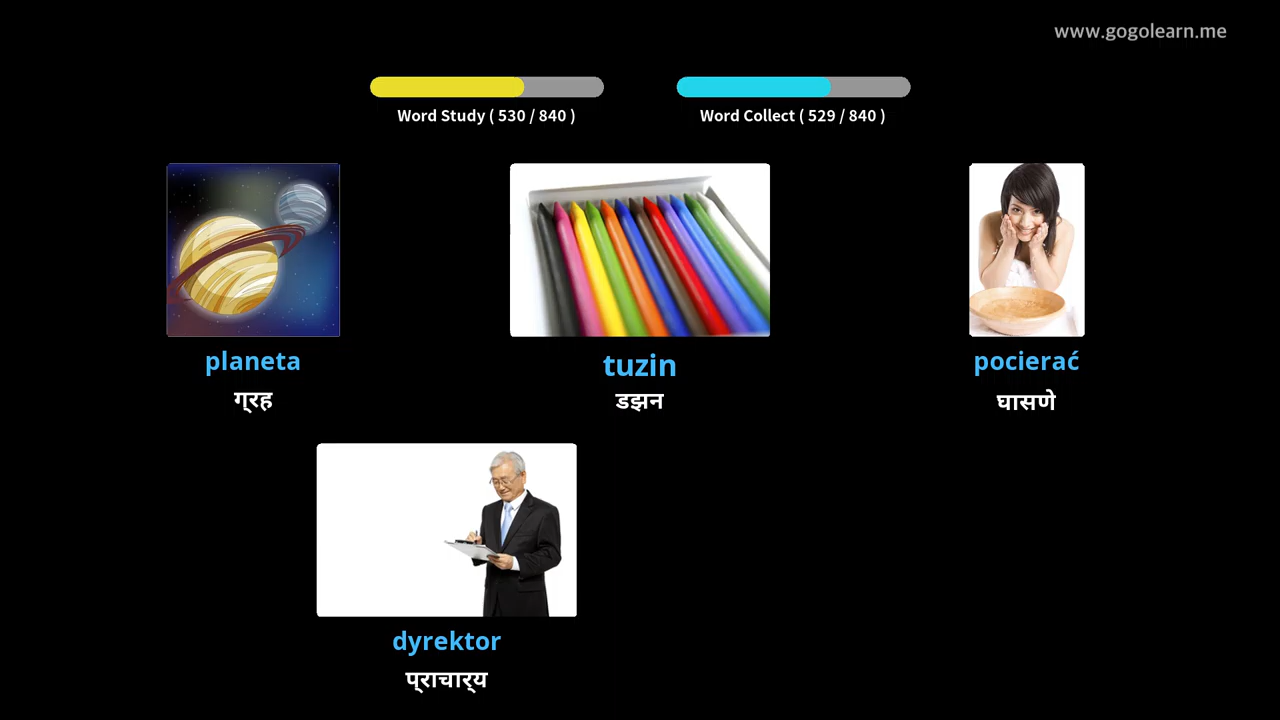 www.gogolearn.me
Word Study ( 530 / 840 )
Word Collect ( 529 / 840 )
planeta
ग्रह
tuzin
डझन
pocierać
घासणे
dyrektor
प्राचार्य